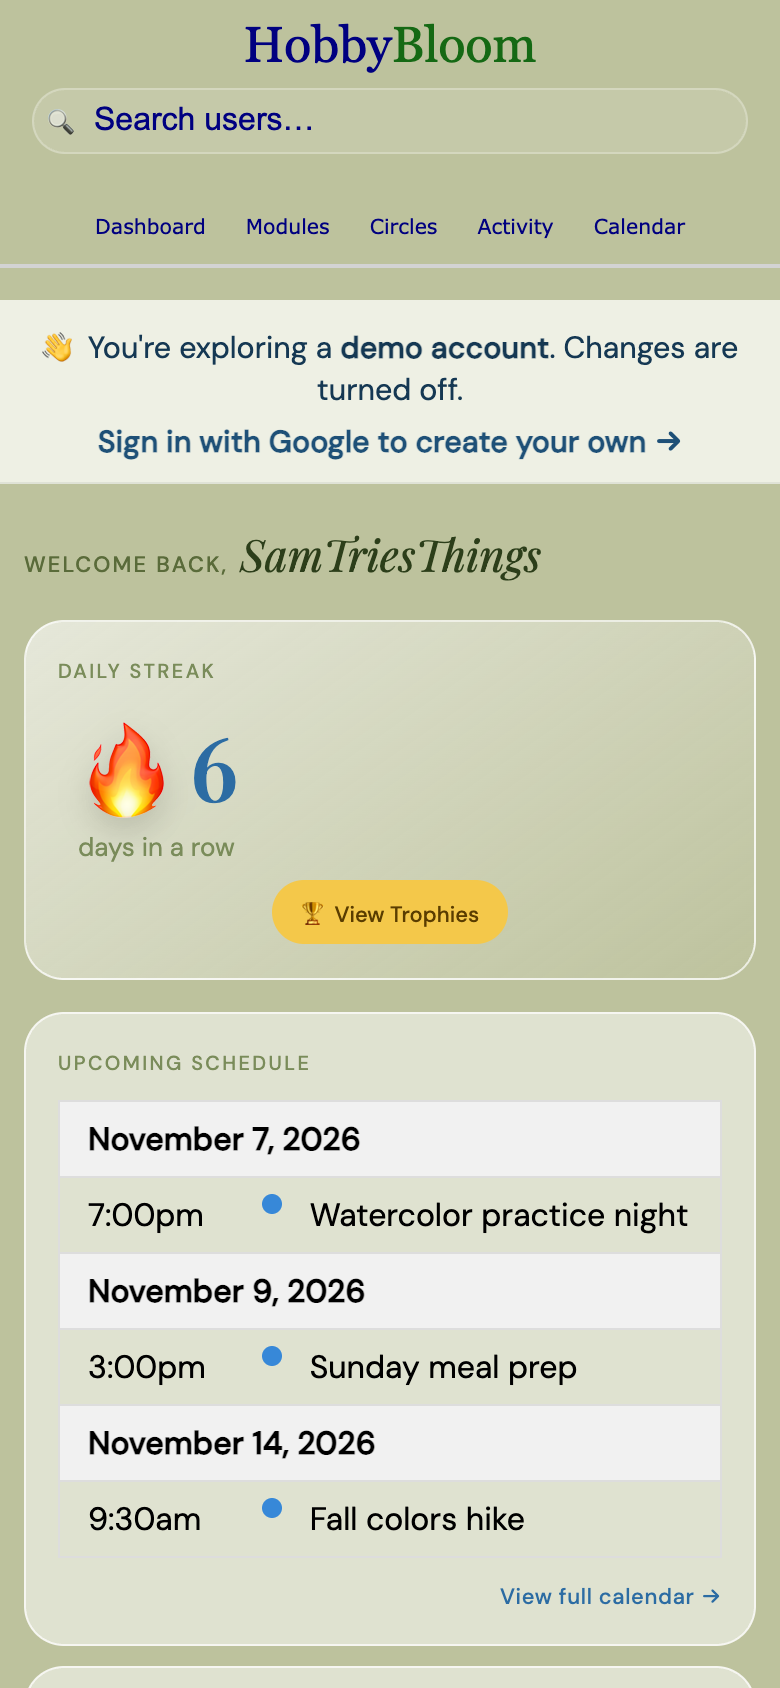 HobbyBloom
Search users...
Dashboard Modules Circles Activity Calendar
👋 You're exploring a demo account. Changes are
turned off.
Sign in with Google to create your own →
WELCOME BACK, SamTriesThings
DAILY STREAK
🔥 6
days in a row
🏆 View Trophies
UPCOMING SCHEDULE
November 7, 2026
7:00pm Watercolor practice night
November 9, 2026
3:00pm Sunday meal prep
November 14, 2026
9:30am Fall colors hike
View full calendar →